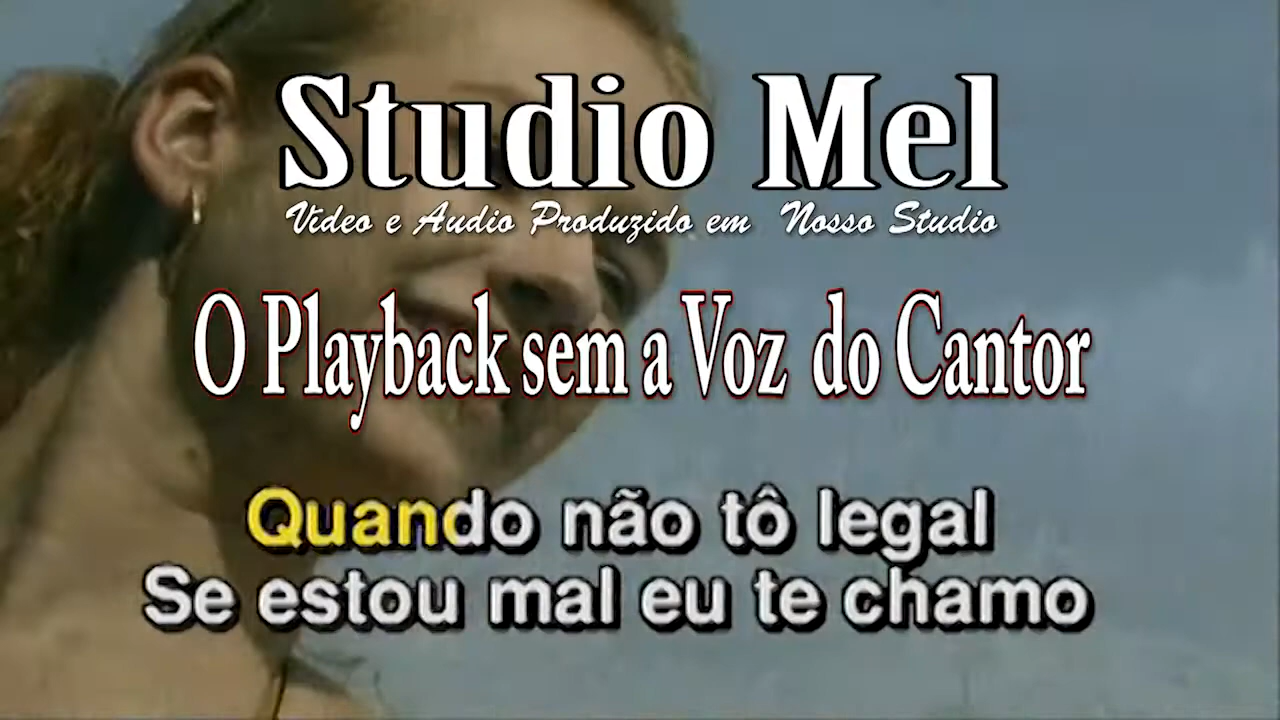 Studio Mel
Video e Audio Produzido em Nosso Studio
O Playback sem a Voz do Cantor
Quando não tô legal
Se estou mal eu te chamo